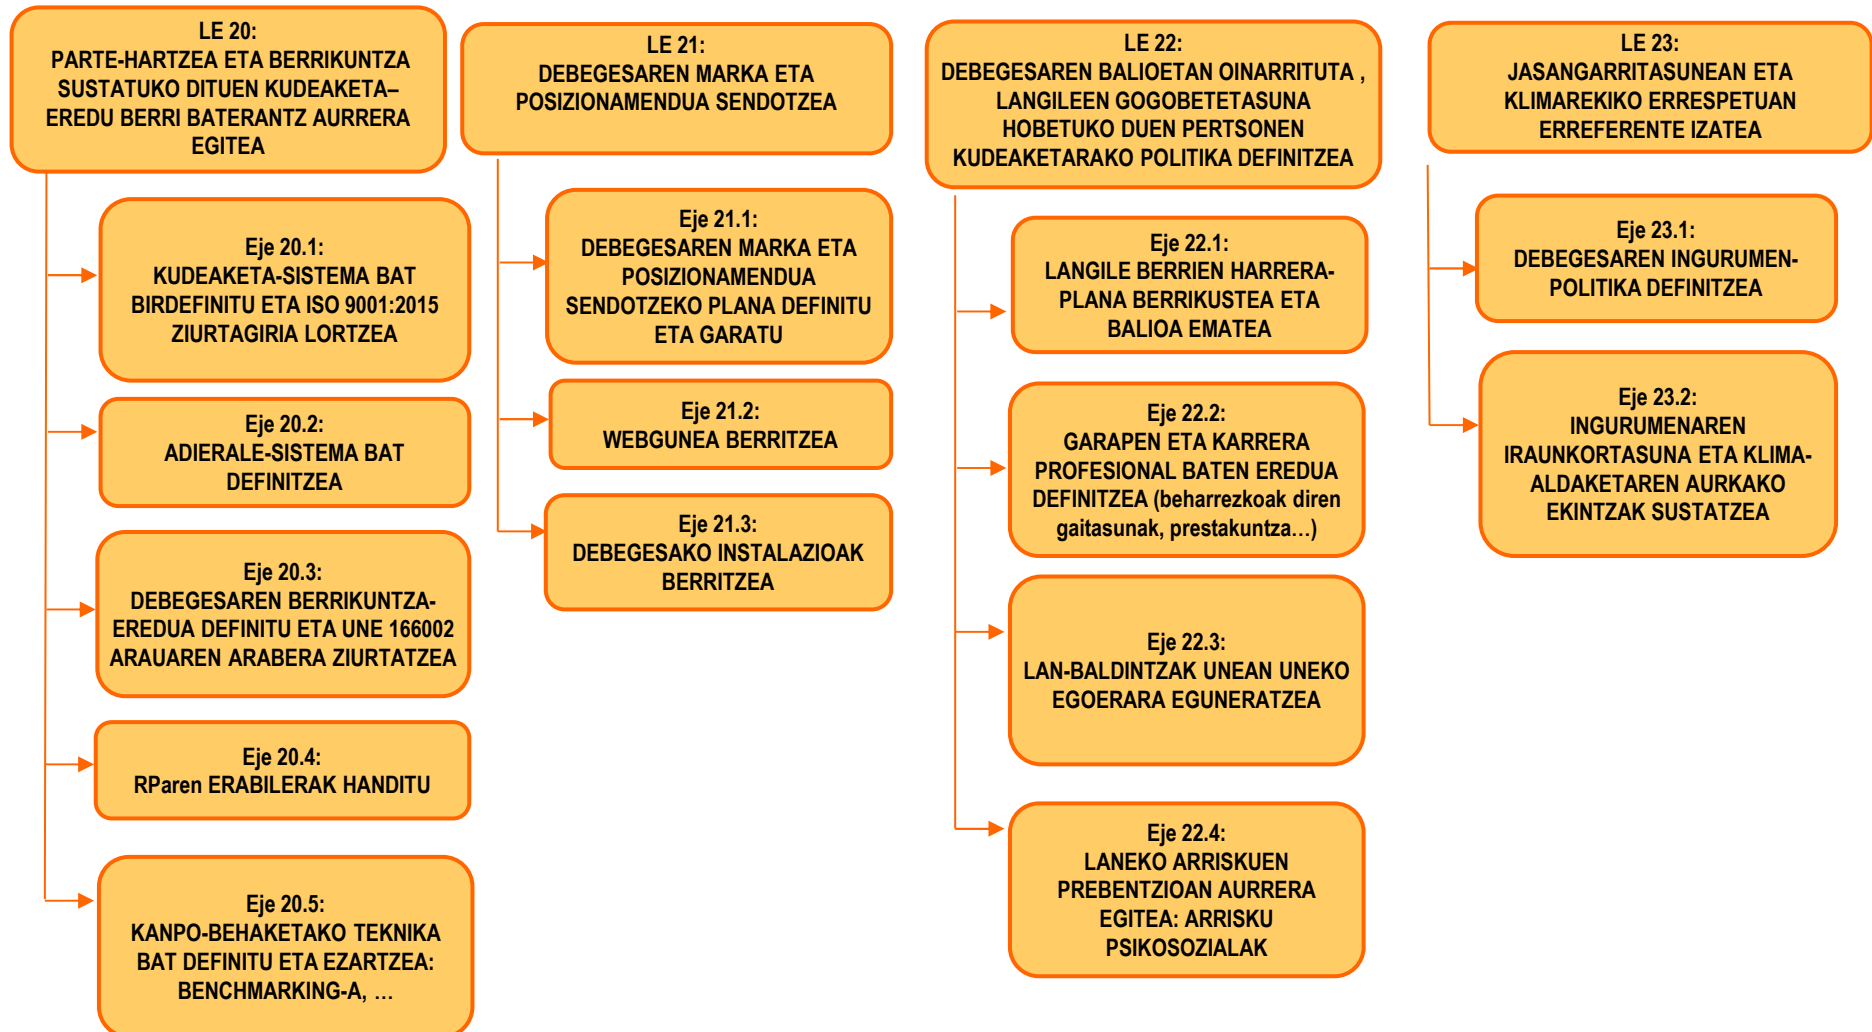 LE 20:
PARTE-HARTZEA ETA BERRIKUNTZA
SUSTATUKO DITUEN KUDEAKETA–
EREDU BERRI BATERANTZ AURRERA
EGITEA
Eje 20.1:
KUDEAKETA-SISTEMA BAT
BIRDEFINITU ETA ISO 9001:2015
ZIURTAGIRIA LORTZEA
Eje 20.2:
ADIERALE-SISTEMA BAT
DEFINITZEA
Eje 20.3:
DEBEGESAREN BERRIKUNTZA-
EREDUA DEFINITU ETA UNE 166002
ARAUAREN ARABERA ZIURTATZEA
Eje 20.4:
RParen ERABILERAK HANDITU
Eje 20.5:
KANPO-BEHAKETAKO TEKNIKA
BAT DEFINITU ETA EZARTZEA:
BENCHMARKING-A, …
LE 21:
DEBEGESAREN MARKA ETA
POSIZIONAMENDUA SENDOTZEA
Eje 21.1:
DEBEGESAREN MARKA ETA
POSIZIONAMENDUA
SENDOTZEKO PLANA DEFINITU
ETA GARATU
Eje 21.2:
WEBGUNEA BERRITZEA
Eje 21.3:
DEBEGESAKO INSTALAZIOAK
BERRITZEA
LE 22:
DEBEGESAREN BALIOETAN OINARRITUTA ,
LANGILEEN GOGOBETETASUNA
HOBETUKO DUEN PERTSONEN
KUDEAKETARAKO POLITIKA DEFINITZEA
Eje 22.1:
LANGILE BERRIEN HARRERA-
PLANA BERRIKUSTEA ETA
BALIOA EMATEA
Eje 22.2:
GARAPEN ETA KARRERA
PROFESIONAL BATEN EREDUA
DEFINITZEA (beharrezkoak diren
gaitasunak, prestakuntza…)
Eje 22.3:
LAN-BALDINTZAK UNEAN UNEKO
EGOERARA EGUNERATZEA
Eje 22.4:
LANEKO ARRISKUEN
PREBENTZIOAN AURRERA
EGITEA: ARRISKU
PSIKOSOZIALAK
LE 23:
JASANGARRITASUNEAN ETA
KLIMAREKIKO ERRESPETUAN
ERREFERENTE IZATEA
Eje 23.1:
DEBEGESAREN INGURUMEN-
POLITIKA DEFINITZEA
Eje 23.2:
INGURUMENAREN
IRAUNKORTASUNA ETA KLIMA-
ALDAKETAREN AURKAKO
EKINTZAK SUSTATZEA